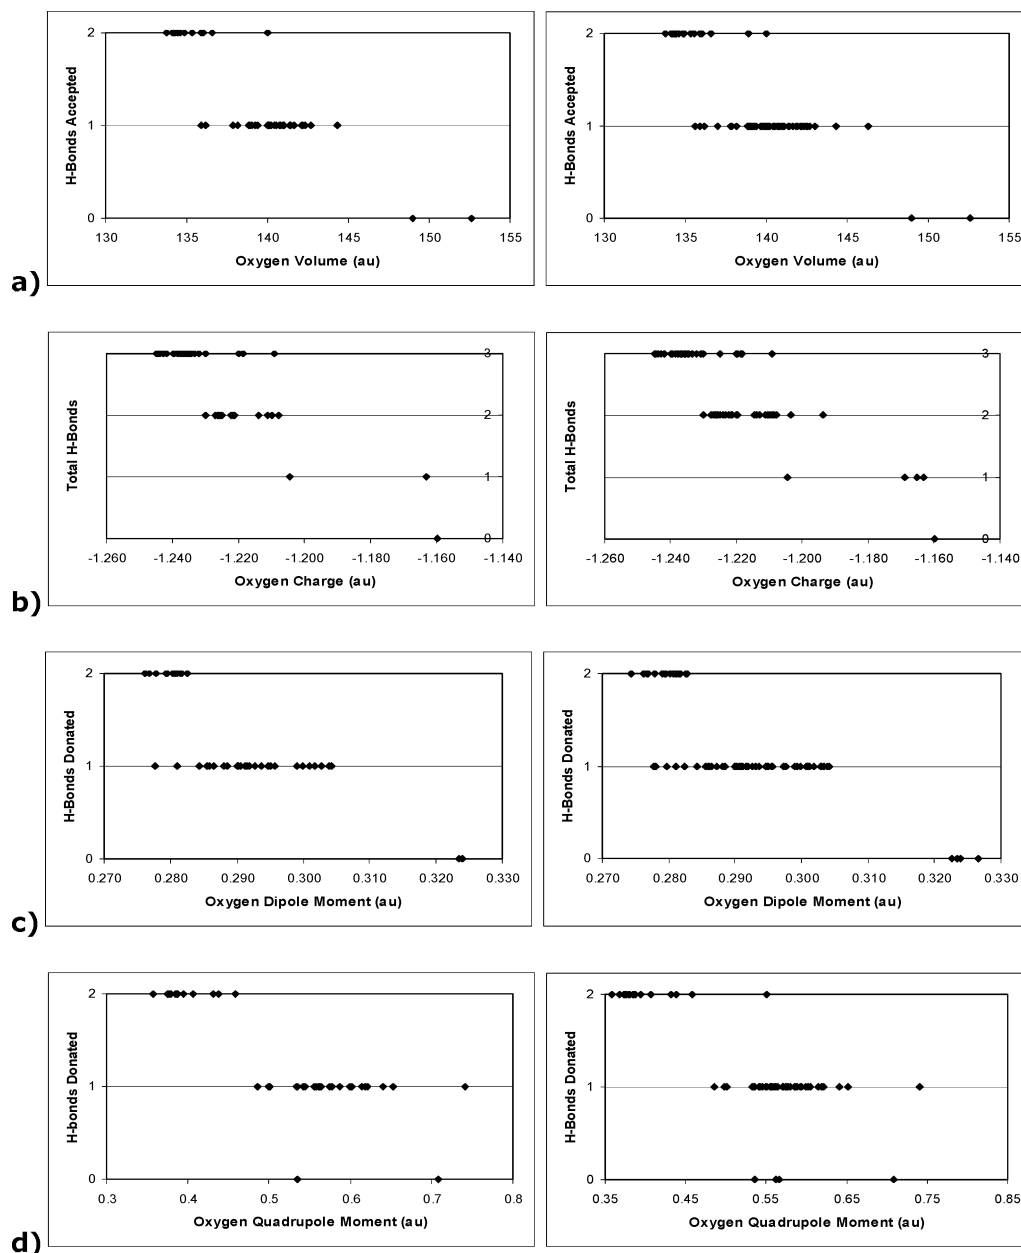 2
1
0
H-Bonds Accepted
130 135 140 145 150 155
Oxygen Volume (au)
2
1
0
H-Bonds Accepted
130 135 140 145 150 155
Oxygen Volume (au)
a)
3
2
1
0
Total H-Bonds
-1.260 -1.240 -1.220 -1.200 -1.180 -1.160 -1.140
Oxygen Charge (au)
3
2
1
0
Total H-Bonds
-1.260 -1.240 -1.220 -1.200 -1.180 -1.160 -1.140
Oxygen Charge (au)
b)
2
1
0
H-Bonds Donated
0.270 0.280 0.290 0.300 0.310 0.320 0.330
Oxygen Dipole Moment (au)
2
1
0
H-Bonds Donated
0.270 0.280 0.290 0.300 0.310 0.320 0.330
Oxygen Dipole Moment (au)
c)
2
1
0
H-bonds Donated
0.3 0.4 0.5 0.6 0.7 0.8
Oxygen Quadrupole Moment (au)
2
1
0
H-Bonds Donated
0.35 0.45 0.55 0.65 0.75 0.85
Oxygen Quadrupole Moment (au)
d)